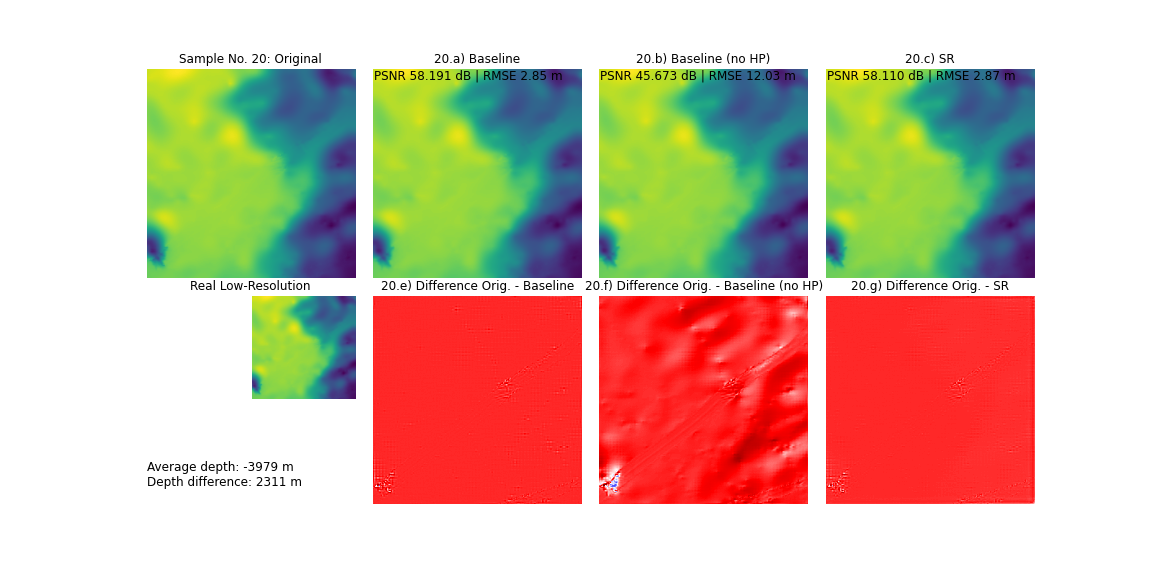 Sample No. 20: Original
20.a) Baseline
20.b) Baseline (no HP)
20.c) SR
PSNR 58.191 dB | RMSE 2.85 m
PSNR 45.673 dB | RMSE 12.03 m
PSNR 58.110 dB | RMSE 2.87 m
Real Low-Resolution
20.e) Difference Orig. - Baseline
20.f) Difference Orig. - Baseline (no HP)
20.g) Difference Orig. - SR
Average depth: -3979 m
Depth difference: 2311 m